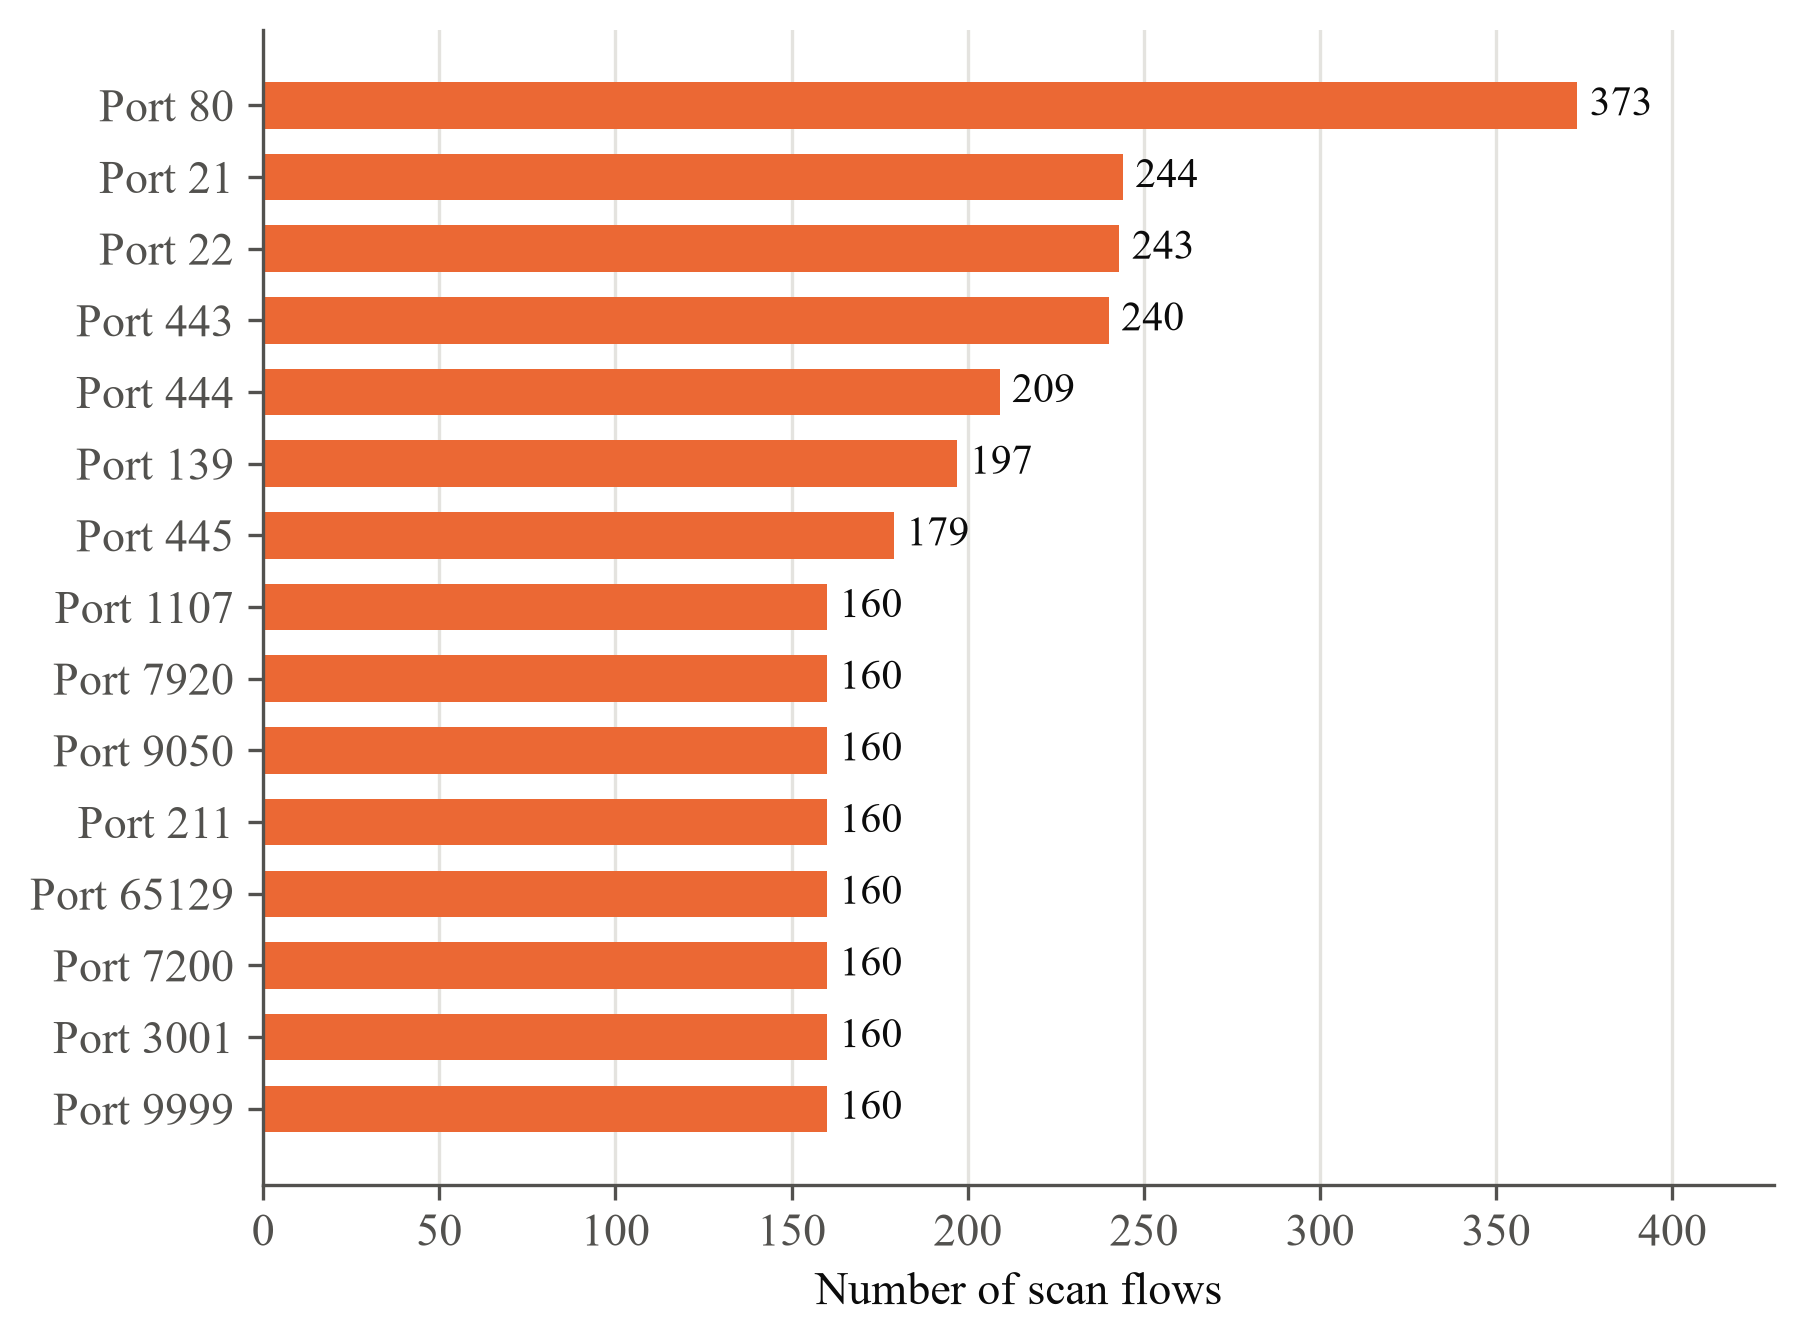 Port 80 373
Port 21 244
Port 22 243
Port 443 240
Port 444 209
Port 139 197
Port 445 179
Port 1107 160
Port 7920 160
Port 9050 160
Port 211 160
Port 65129 160
Port 7200 160
Port 3001 160
Port 9999 160
0 50 100 150 200 250 300 350 400
Number of scan flows